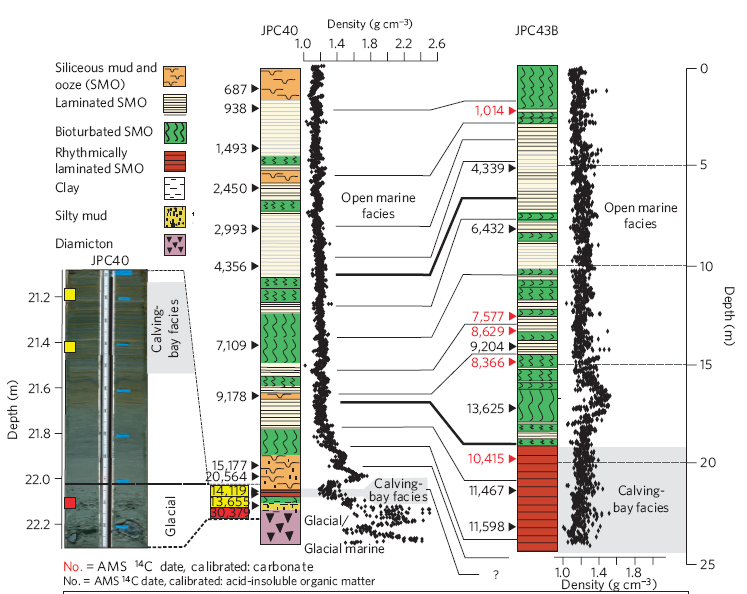 JPC40
Density (g cm⁻³)
1.0 1.4 1.8 2.2 2.6
JPC43B
Siliceous mud and
ooze (SMO)
Laminated SMO
Bioturbated SMO
Rhythmically
laminated SMO
Clay
Silty mud
Diamicton
687
938
1,493
2,450
2,993
4,356
7,109
9,178
15,177
20,564
14,119
13,655
30,379
Open marine
facies
Calving-
bay facies
Glacial/
Glacial marine
?
1,014
4,339
6,432
7,577
8,629
9,204
8,366
13,625
10,415
11,467
11,598
Open marine
facies
Calving-
bay facies
0
5
10
15
20
25
Depth (m)
1.0 1.4 1.8
Density (g cm⁻³)
JPC40
Depth (m)
21.2
21.4
21.6
21.8
22.0
22.2
Calving-
bay facies
Glacial
No. = AMS ¹⁴C date, calibrated: carbonate
No. = AMS ¹⁴C date, calibrated: acid-insoluble organic matter